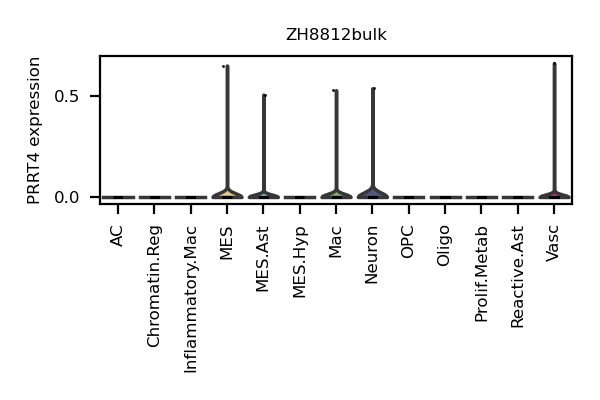 ZH8812bulk
PRRT4 expression
0.5
0.0
AC
Chromatin.Reg
Inflammatory.Mac
MES
MES.Ast
MES.Hyp
Mac
Neuron
OPC
Oligo
Prolif.Metab
Reactive.Ast
Vasc